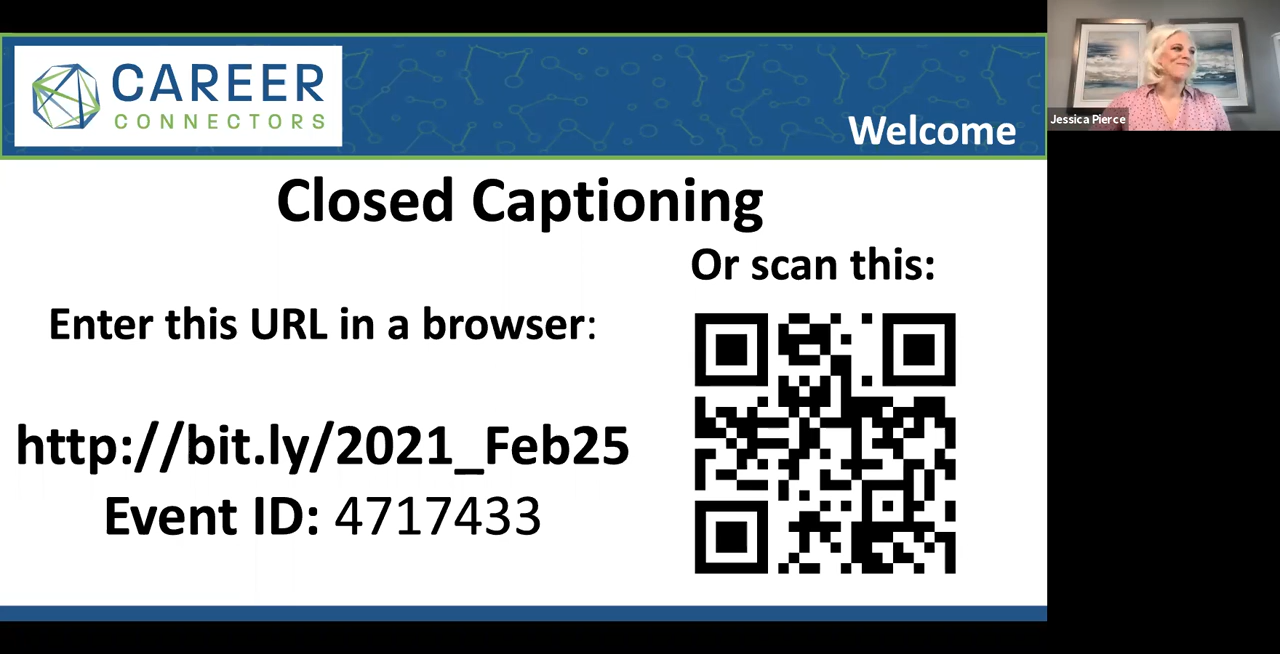 CAREER
CONNECTORS
Welcome
Jessica Pierce
Closed Captioning
Or scan this:
Enter this URL in a browser:
http://bit.ly/2021_Feb25
Event ID: 4717433